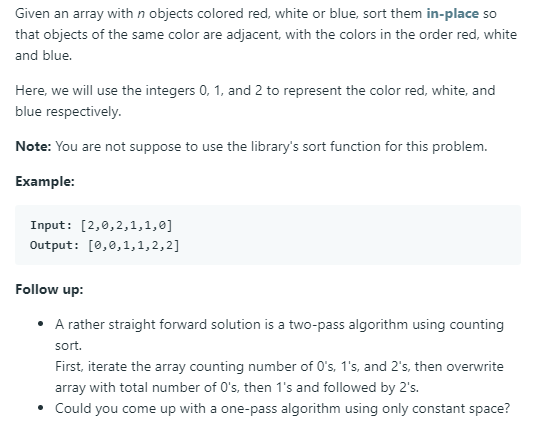 Given an array with n objects colored red, white or blue, sort them in-place so
that objects of the same color are adjacent, with the colors in the order red, white
and blue.
Here, we will use the integers 0, 1, and 2 to represent the color red, white, and
blue respectively.
Note: You are not suppose to use the library's sort function for this problem.
Example:
Input: [2,0,2,1,1,0]
Output: [0,0,1,1,2,2]
Follow up:
• A rather straight forward solution is a two-pass algorithm using counting
sort.
First, iterate the array counting number of 0's, 1's, and 2's, then overwrite
array with total number of 0's, then 1's and followed by 2's.
• Could you come up with a one-pass algorithm using only constant space?